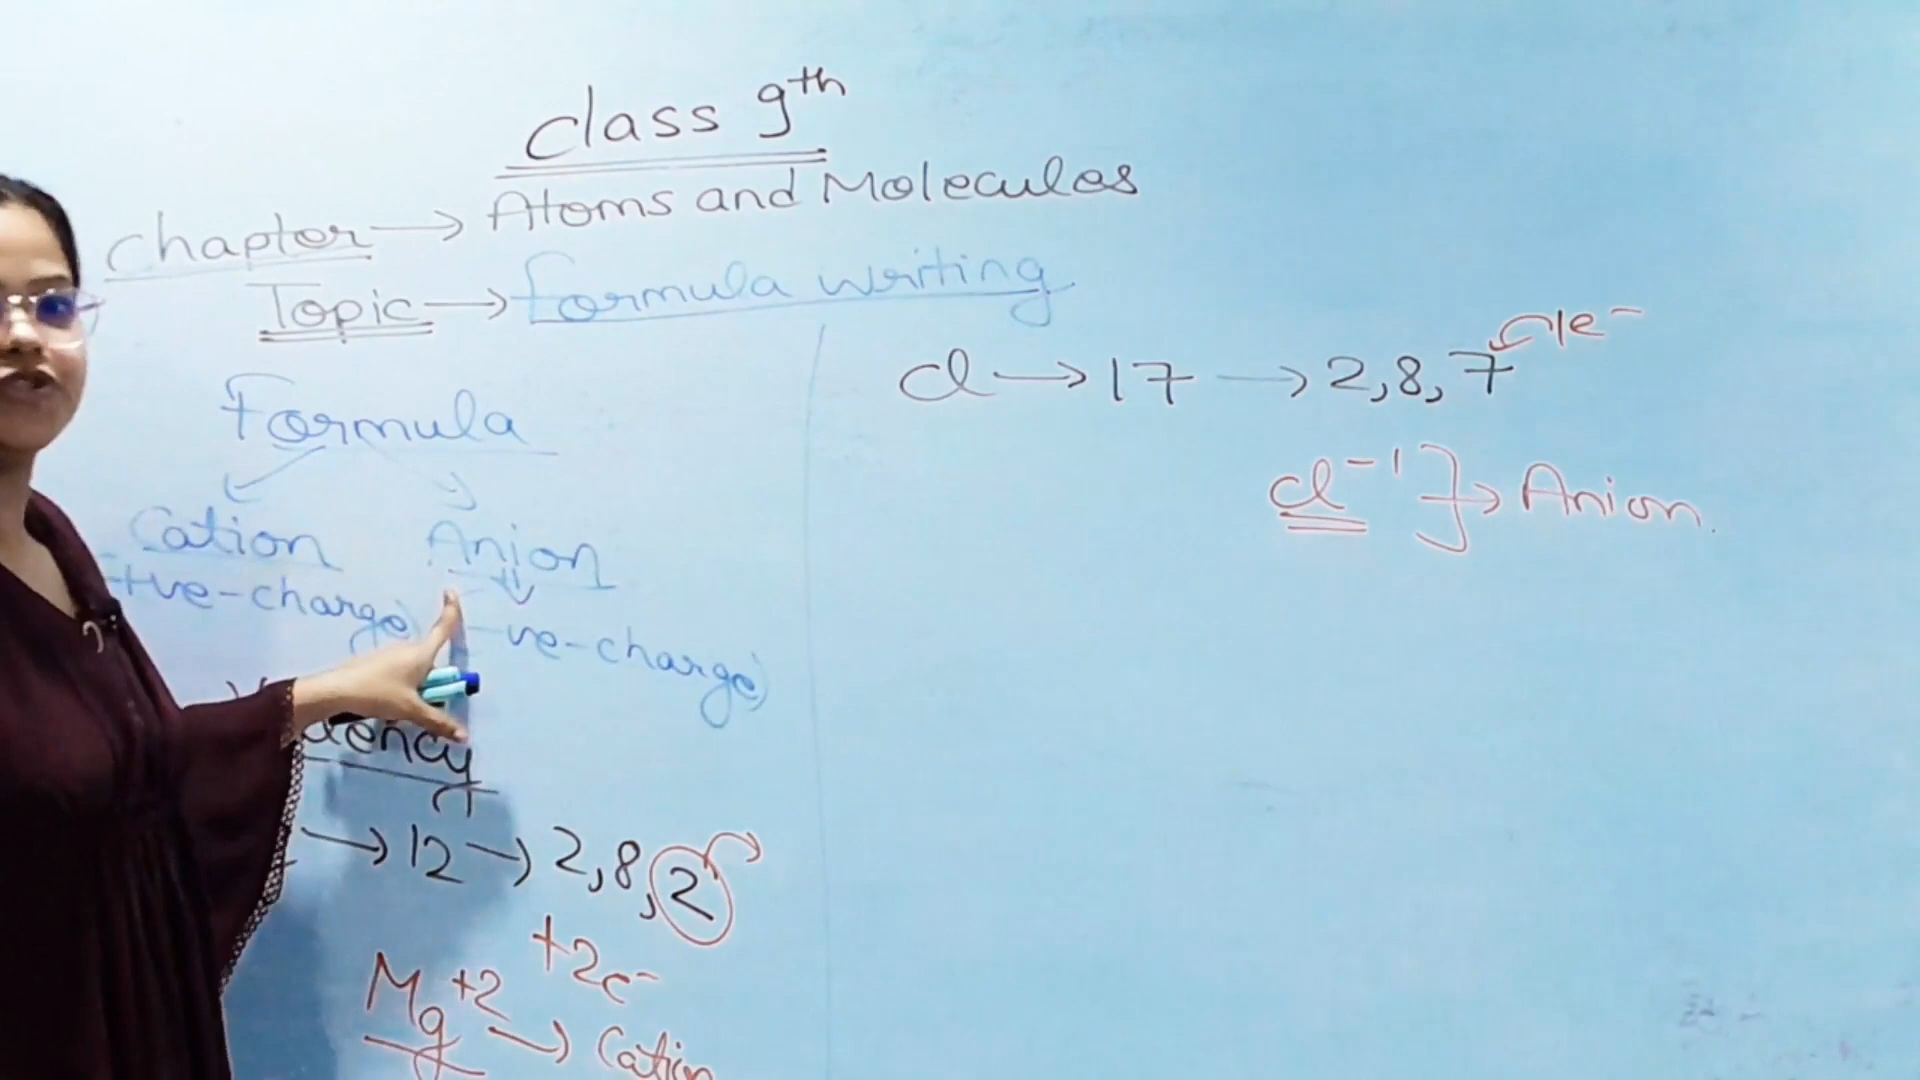 Class 9th
Chapter → Atoms and Molecules
Topic → Formula writing
Formula
Cation Anion
+ve-charge) -ve-charge)
→ 12 → 2,8,2
+2e-
Mg+2 → Cation
Cl → 17 → 2,8,7 1e-
Cl-1 } → Anion.